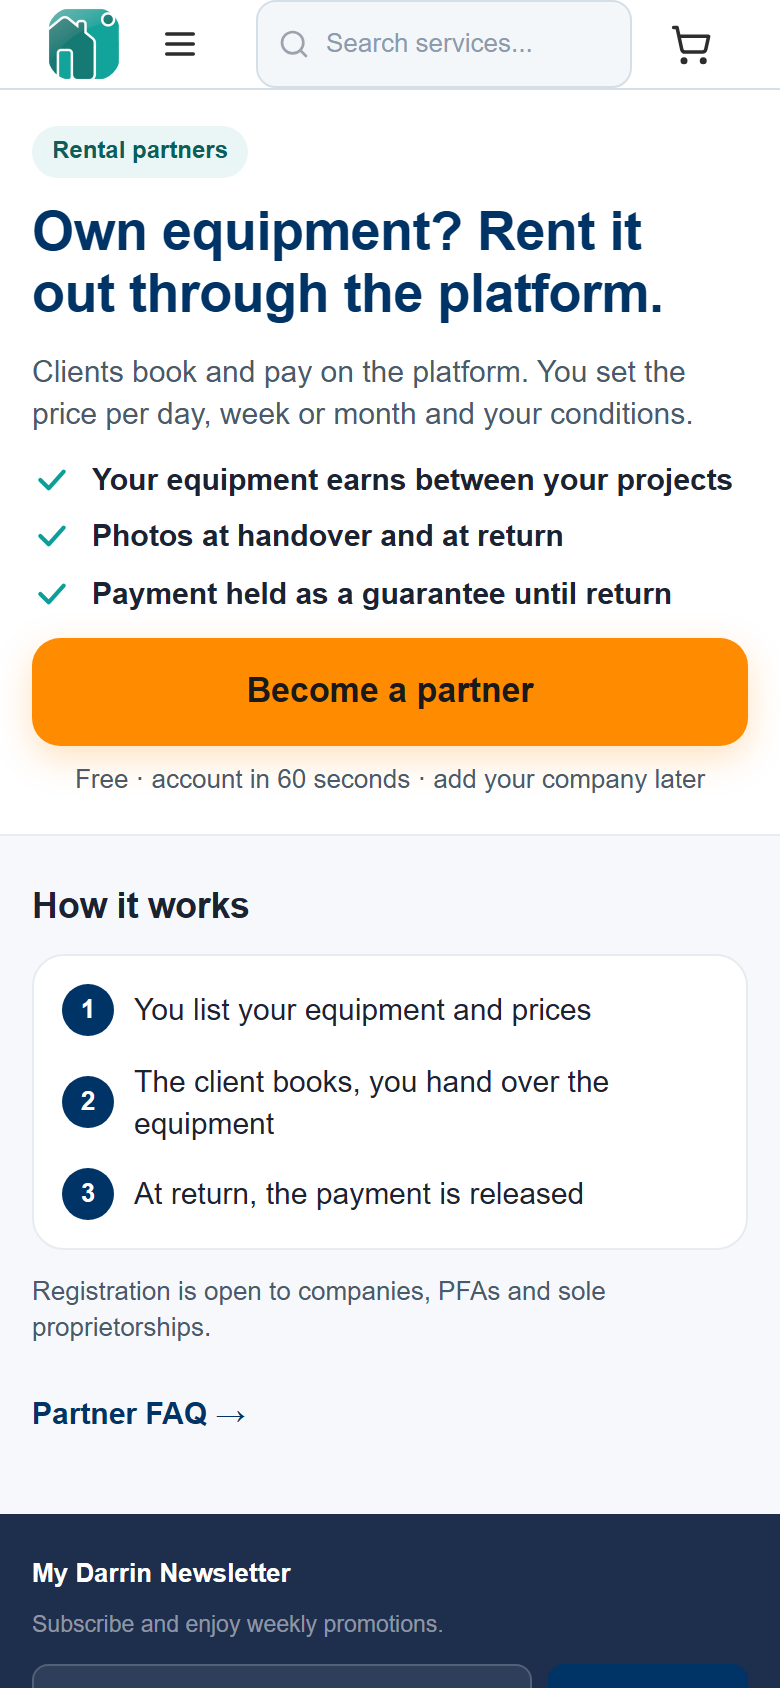 Search services...
Rental partners
Own equipment? Rent it
out through the platform.
Clients book and pay on the platform. You set the
price per day, week or month and your conditions.
Your equipment earns between your projects
Photos at handover and at return
Payment held as a guarantee until return
Become a partner
Free · account in 60 seconds · add your company later
How it works
1 You list your equipment and prices
2 The client books, you hand over the
equipment
3 At return, the payment is released
Registration is open to companies, PFAs and sole
proprietorships.
Partner FAQ →
My Darrin Newsletter
Subscribe and enjoy weekly promotions.